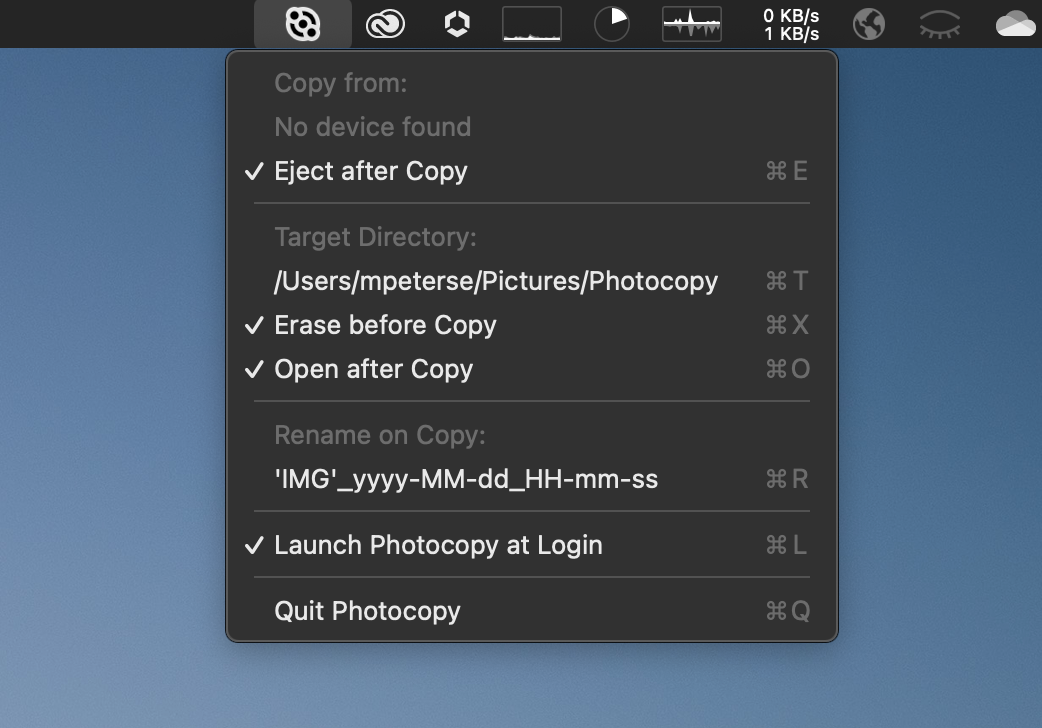 0 KB/s
1 KB/s
Copy from:
No device found
✓ Eject after Copy ⌘ E
Target Directory:
/Users/mpeterse/Pictures/Photocopy ⌘ T
✓ Erase before Copy ⌘ X
✓ Open after Copy ⌘ O
Rename on Copy:
'IMG'_yyyy-MM-dd_HH-mm-ss ⌘ R
✓ Launch Photocopy at Login ⌘ L
Quit Photocopy ⌘ Q